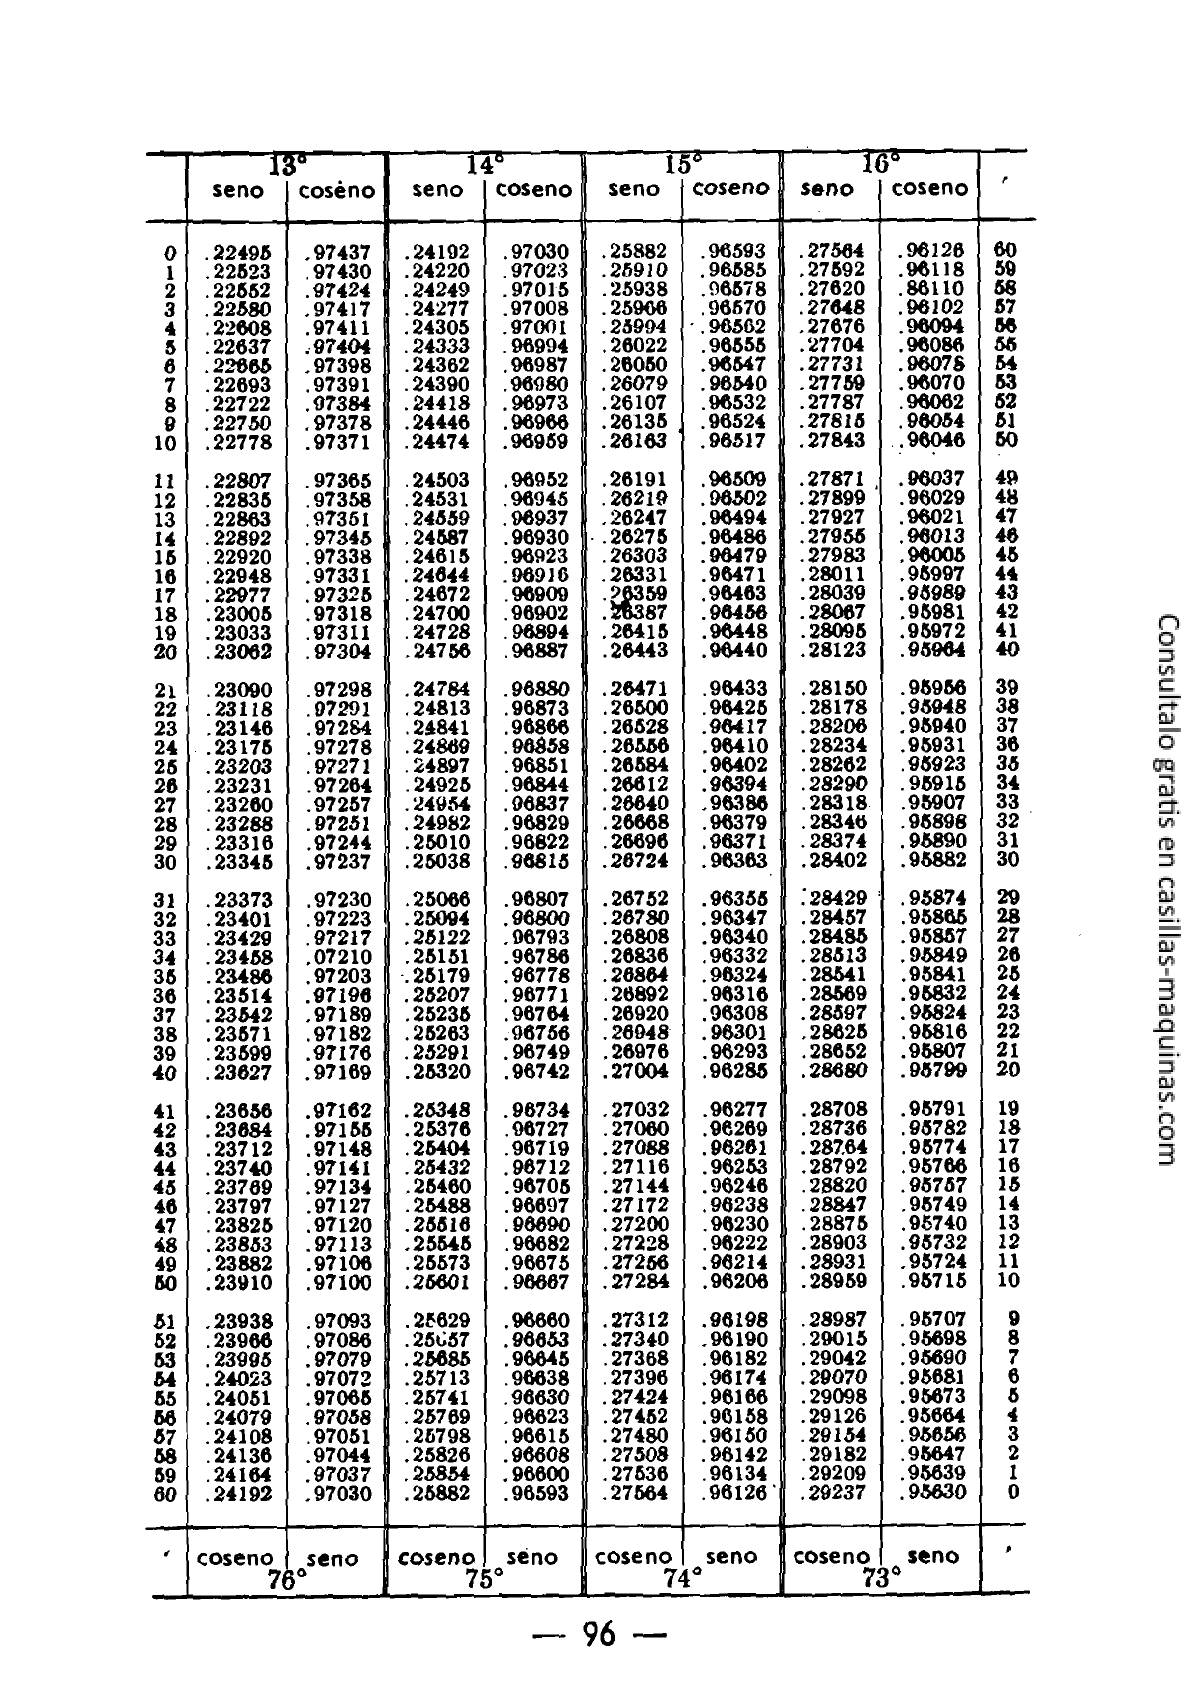 13° 14° 15° 16°
seno coseno seno coseno seno coseno seno coseno ′
0 .22495 .97437 .24192 .97030 .25882 .96593 .27564 .96126 60
1 .22523 .97430 .24220 .97023 .25910 .96585 .27592 .96118 59
2 .22552 .97424 .24249 .97015 .25938 .96578 .27620 .86110 58
3 .22580 .97417 .24277 .97008 .25966 .96570 .27648 .96102 57
4 .22608 .97411 .24305 .97001 .25994 .96562 .27676 .96094 56
5 .22637 .97404 .24333 .96994 .26022 .96555 .27704 .96086 55
6 .22665 .97398 .24362 .96987 .26050 .96547 .27731 .96078 54
7 .22693 .97391 .24390 .96980 .26079 .96540 .27759 .96070 53
8 .22722 .97384 .24418 .96973 .26107 .96532 .27787 .96062 52
9 .22750 .97378 .24446 .96966 .26135 .96524 .27815 .96054 51
10 .22778 .97371 .24474 .96959 .26163 .96517 .27843 .96046 50
11 .22807 .97365 .24503 .96952 .26191 .96509 .27871 .96037 49
12 .22835 .97358 .24531 .96945 .26219 .96502 .27899 .96029 48
13 .22863 97351 .24559 .96937 .26247 .96494 .27927 .96021 47
14 .22892 .97345 .24587 .96930 .26275 .96486 .27955 .96013 46
15 .22920 .97338 .24615 .96923 .26303 .96479 .27983 .96005 45
16 .22948 .97331 .24644 .96916 .26331 .96471 .28011 .95997 44
17 .22977 .97325 .24672 .96909 .26359 .96463 .28039 .95989 43
18 .23005 .97318 .24700 .96902 .26387 .96456 .28067 .95981 42
19 .23033 .97311 .24728 .96894 .26415 .96448 .28095 .95972 41
20 .23062 .97304 .24756 .96887 .26443 .96440 .28123 .95964 40
21 .23090 .97298 .24784 .96880 .26471 .96433 .28150 .95956 39
22 .23118 .97291 .24813 .96873 .26500 .96425 .28178 .95948 38
23 .23146 .97284 .24841 .96866 .26528 .96417 .28206 .95940 37
24 .23175 .97278 .24869 .96858 .26556 .96410 .28234 .95931 36
25 .23203 .97271 .24897 .96851 .26584 .96402 .28262 .95923 35
26 .23231 .97264 .24925 .96844 .26612 .96394 .28290 .95915 34
27 .23260 .97257 .24954 .96837 .26640 .96386 .28318 .95907 33
28 .23288 .97251 .24982 .96829 .26668 .96379 .28346 .95898 32
29 .23316 .97244 .25010 .96822 .26696 .96371 .28374 .95890 31
30 .23345 .97237 .25038 .96815 .26724 .96363 .28402 .95882 30
31 .23373 .97230 .25066 .96807 .26752 .96355 .28429 .95874 29
32 .23401 .97223 .25094 .96800 .26780 .96347 .28457 .95865 28
33 .23429 .97217 .25122 .96793 .26808 .96340 .28485 .95857 27
34 .23458 .07210 .25151 .96786 .26836 .96332 .28513 .95849 26
35 .23486 .97203 .25179 .96778 .26864 .96324 .28541 .95841 25
36 .23514 .97196 .25207 .96771 .26892 .96316 .28569 .95832 24
37 .23542 .97189 .25235 .96764 .26920 .96308 .28597 .95824 23
38 .23571 .97182 .25263 .96756 .26948 .96301 .28625 .95816 22
39 .23599 .97176 .25291 .96749 .26976 .96293 .28652 .95807 21
40 .23627 .97169 .25320 .96742 .27004 .96285 .28680 .95799 20
41 .23656 .97162 .25348 .96734 .27032 .96277 .28708 .95791 19
42 .23684 .97155 .25376 .96727 .27060 .96269 .28736 .95782 18
43 .23712 .97148 .25404 .96719 .27088 .96261 .28764 .95774 17
44 .23740 .97141 .25432 .96712 .27116 .96253 .28792 .95766 16
45 .23769 .97134 .25460 .96705 .27144 .96246 .28820 .95757 15
46 .23797 .97127 .25488 .96697 .27172 .96238 .28847 .95749 14
47 .23825 .97120 .25516 .96690 .27200 .96230 .28875 .95740 13
48 .23853 .97113 .25545 .96682 .27228 .96222 .28903 .95732 12
49 .23882 .97106 .25573 .96675 .27256 .96214 .28931 .95724 11
50 .23910 .97100 .25601 .96667 .27284 .96206 .28959 .95715 10
51 .23938 .97093 .25629 .96660 .27312 .96198 .28987 .95707 9
52 .23966 .97086 .25657 .96653 .27340 .96190 .29015 .95698 8
53 .23995 .97079 .25685 .96645 .27368 .96182 .29042 .95690 7
54 .24023 .97072 .25713 .96638 .27396 .96174 .29070 .95681 6
55 .24051 .97065 .25741 .96630 .27424 .96166 .29098 .95673 5
56 .24079 .97058 .25769 .96623 .27452 .96158 .29126 .95664 4
57 .24108 .97051 .25798 .96615 .27480 .96150 .29154 .95656 3
58 .24136 .97044 .25826 .96608 .27508 .96142 .29182 .95647 2
59 .24164 .97037 .25854 .96600 .27536 .96134 .29209 .95639 1
60 .24192 .97030 .25882 .96593 .27564 .96126 .29237 .95630 0
′ coseno seno coseno seno coseno seno coseno seno ′
76° 75° 74° 73°
— 96 —
Consultalo gratis en casillas-maquinas.com